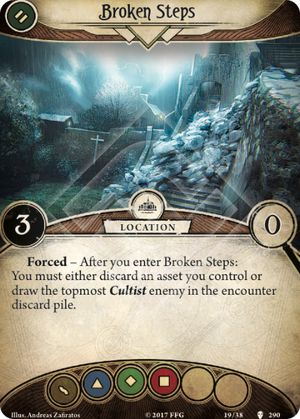 Broken Steps
3
LOCATION
0
Forced – After you enter Broken Steps:
You must either discard an asset you control or
draw the topmost Cultist enemy in the encounter
discard pile.
Illus. Andreas Zafiratos
© 2017 FFG
19/38
290